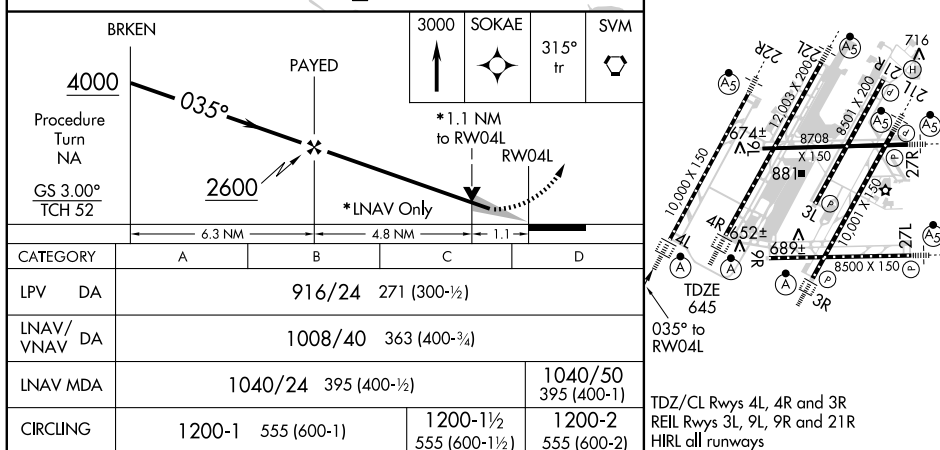 BRKEN
4000
Procedure
Turn
NA
GS 3.00°
TCH 52
035°
PAYED
2600
3000
SOKAE
315°
tr
SVM
*1.1 NM
to RW04L
RW04L
*LNAV Only
6.3 NM
4.8 NM
1.1
CATEGORY A B C D
LPV DA 916/24 271 (300-½)
LNAV/
VNAV DA 1008/40 363 (400-¾)
LNAV MDA 1040/24 395 (400-½) 1040/50
395 (400-1)
CIRCLING 1200-1 555 (600-1) 1200-1½
555 (600-1½) 1200-2
555 (600-2)
A5
22R
22L
A5
716
21R
H
21L
P
A5
A5
12,003 X 200
8501 X 200
674±
9L
8708
X 150
P
P
27R
881
10,000 X 150
3L
P
10,001 X 150
4R
652±
689±
9R
27L
A5
4L
A
A
A
8500 X 150
P
P
3R
TDZE
645
035° to
RW04L
TDZ/CL Rwys 4L, 4R and 3R
REIL Rwys 3L, 9L, 9R and 21R
HIRL all runways